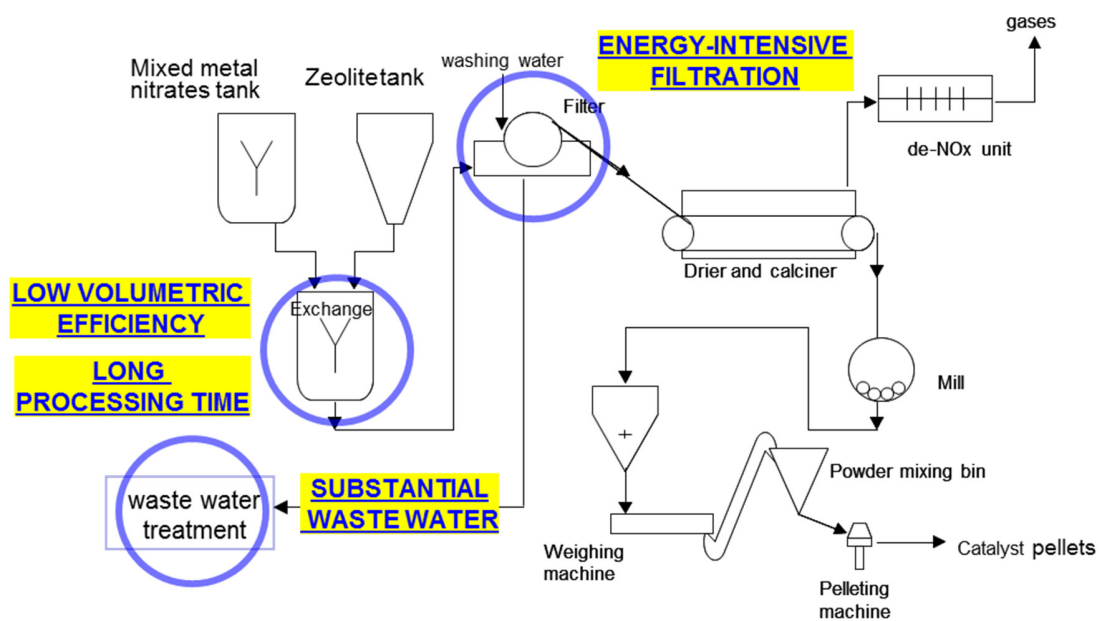 gases
ENERGY-INTENSIVE
FILTRATION
washing water
Mixed metal
nitrates tank
Zeolitetank
Filter
de-NOx unit
Drier and calciner
LOW VOLUMETRIC
EFFICIENCY
Exchange
LONG
PROCESSING TIME
Mill
Powder mixing bin
SUBSTANTIAL
WASTE WATER
waste water
treatment
Weighing
machine
Catalyst pellets
Pelleting
machine